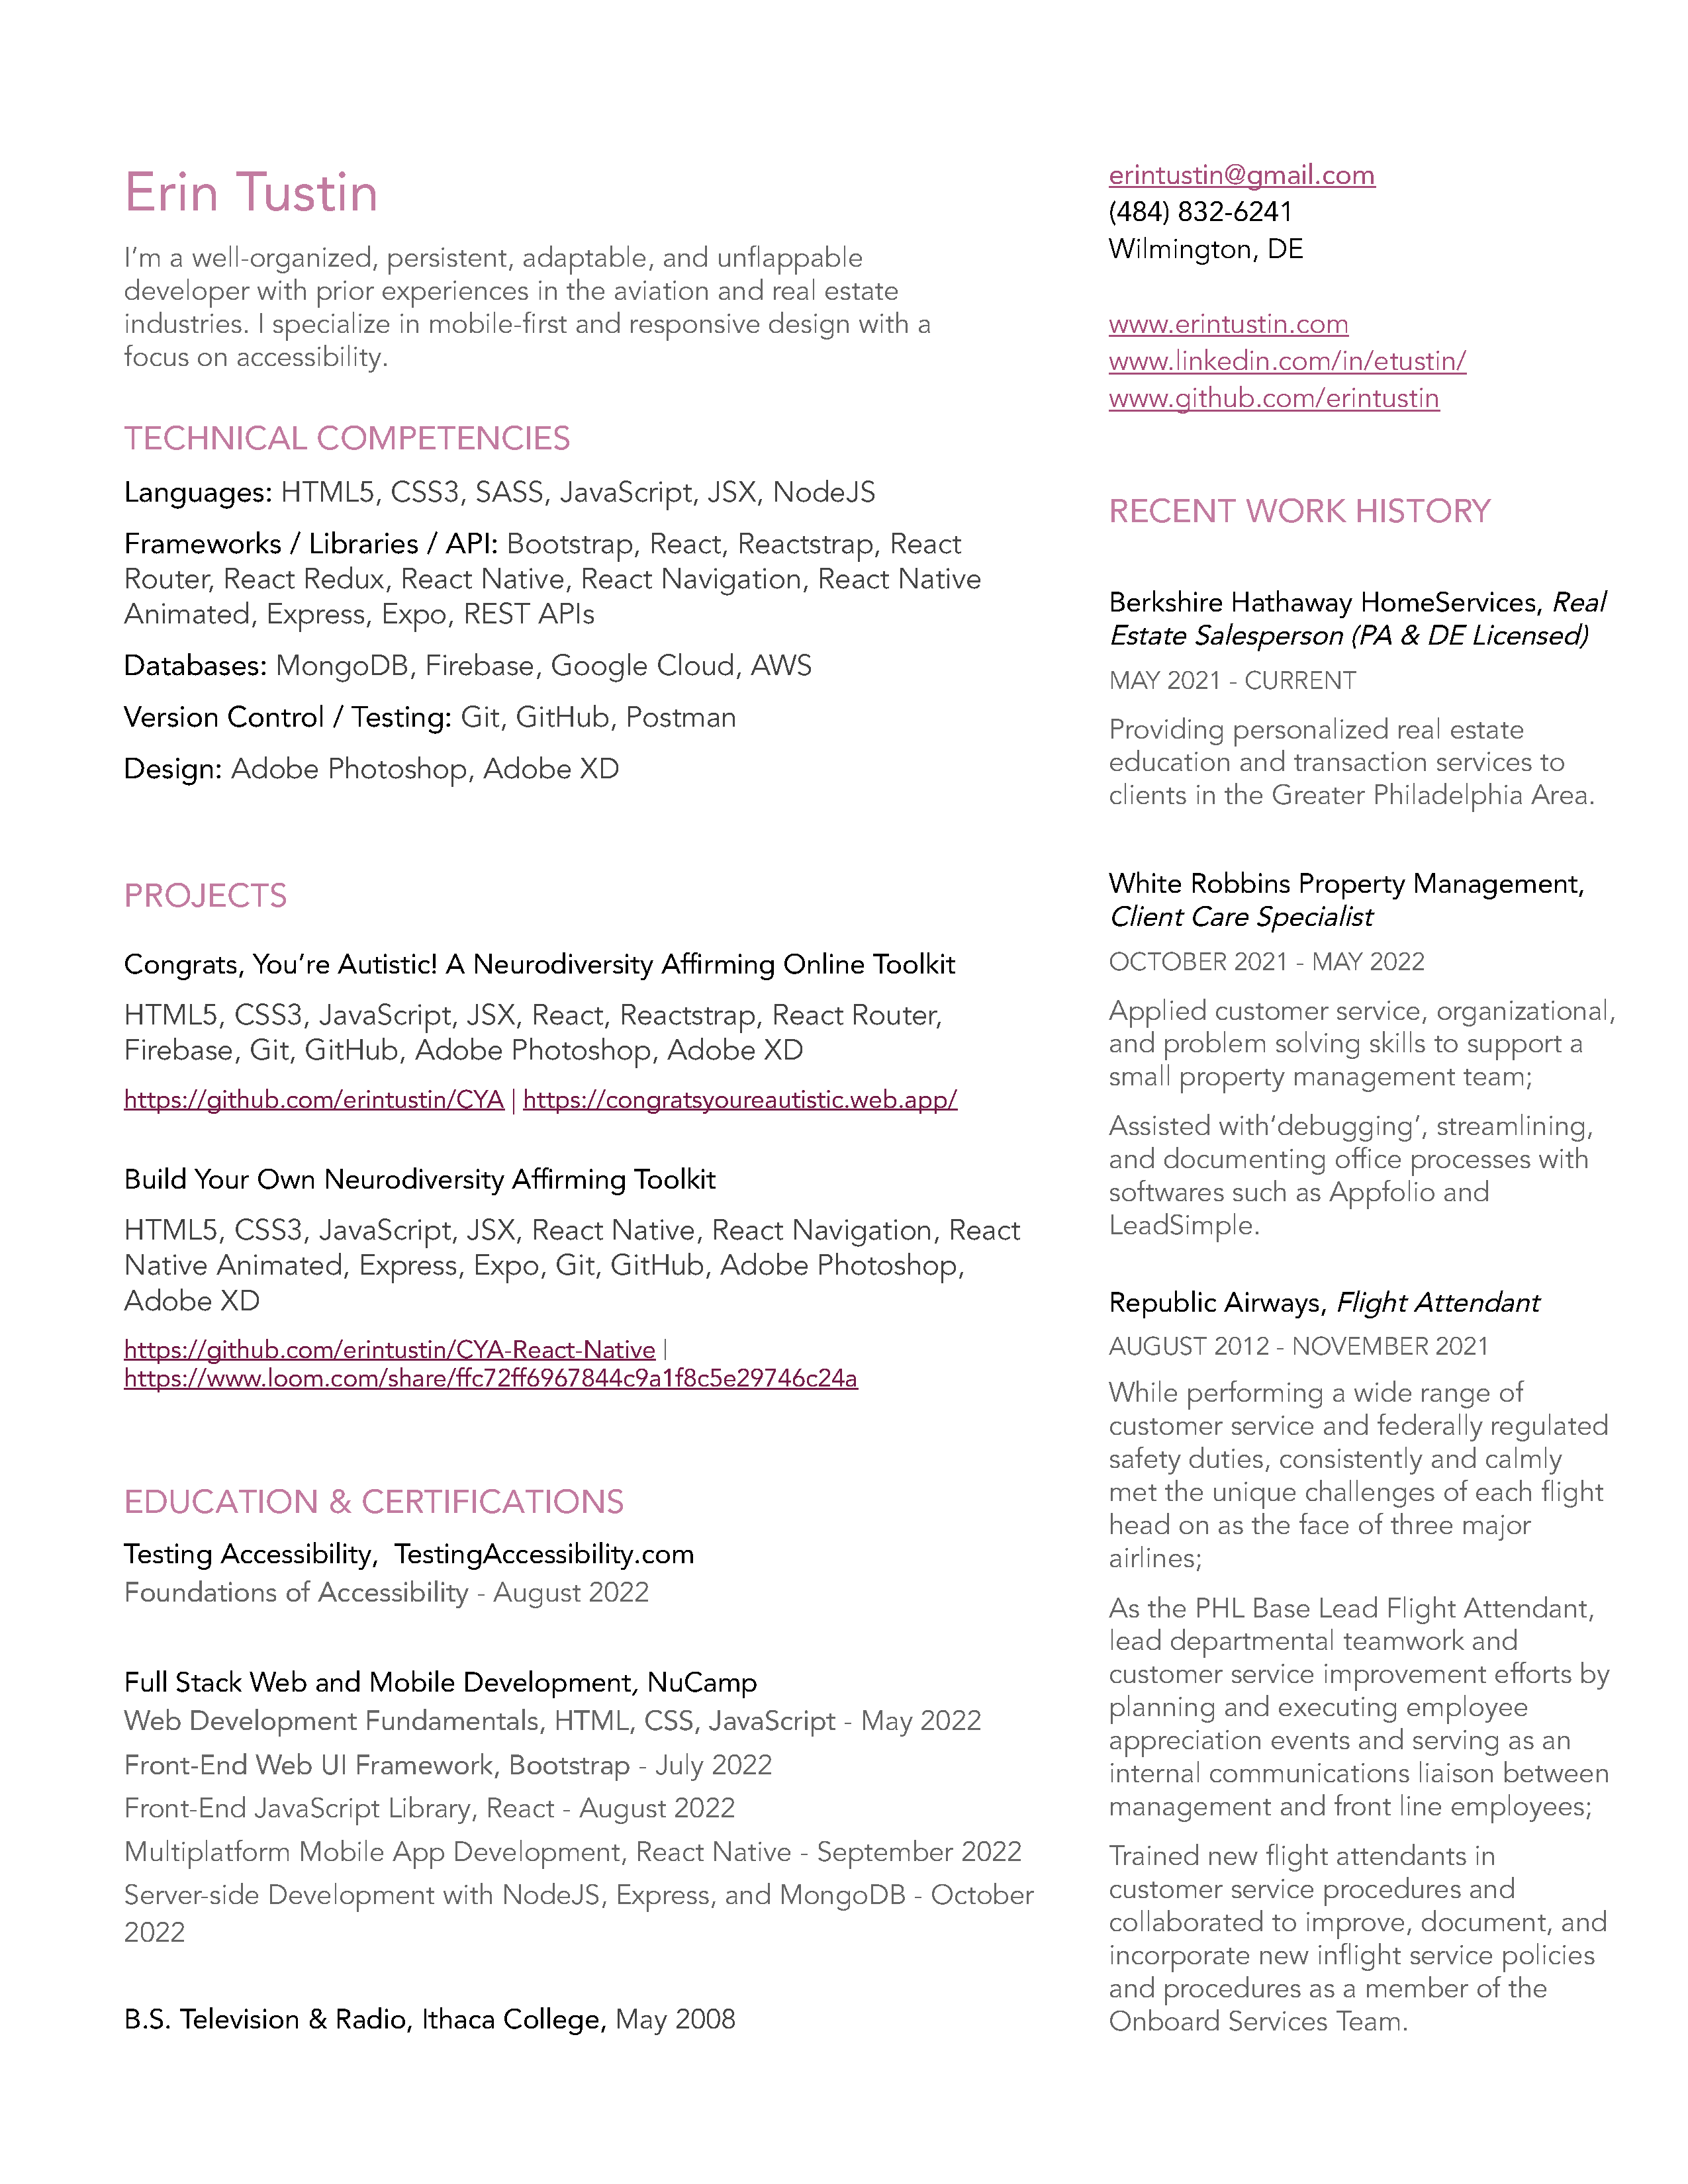 Erin Tustin
I’m a well-organized, persistent, adaptable, and unflappable
developer with prior experiences in the aviation and real estate
industries. I specialize in mobile-first and responsive design with a
focus on accessibility.
TECHNICAL COMPETENCIES
Languages: HTML5, CSS3, SASS, JavaScript, JSX, NodeJS
Frameworks / Libraries / API: Bootstrap, React, Reactstrap, React
Router, React Redux, React Native, React Navigation, React Native
Animated, Express, Expo, REST APIs
Databases: MongoDB, Firebase, Google Cloud, AWS
Version Control / Testing: Git, GitHub, Postman
Design: Adobe Photoshop, Adobe XD
PROJECTS
Congrats, You’re Autistic! A Neurodiversity Affirming Online Toolkit
HTML5, CSS3, JavaScript, JSX, React, Reactstrap, React Router,
Firebase, Git, GitHub, Adobe Photoshop, Adobe XD
https://github.com/erintustin/CYA | https://congratsyoureautistic.web.app/
Build Your Own Neurodiversity Affirming Toolkit
HTML5, CSS3, JavaScript, JSX, React Native, React Navigation, React
Native Animated, Express, Expo, Git, GitHub, Adobe Photoshop,
Adobe XD
https://github.com/erintustin/CYA-React-Native |
https://www.loom.com/share/ffc72ff6967844c9a1f8c5e29746c24a
EDUCATION & CERTIFICATIONS
Testing Accessibility, TestingAccessibility.com
Foundations of Accessibility - August 2022
Full Stack Web and Mobile Development, NuCamp
Web Development Fundamentals, HTML, CSS, JavaScript - May 2022
Front-End Web UI Framework, Bootstrap - July 2022
Front-End JavaScript Library, React - August 2022
Multiplatform Mobile App Development, React Native - September 2022
Server-side Development with NodeJS, Express, and MongoDB - October
2022
B.S. Television & Radio, Ithaca College, May 2008
erintustin@gmail.com
(484) 832-6241
Wilmington, DE
www.erintustin.com
www.linkedin.com/in/etustin/
www.github.com/erintustin
RECENT WORK HISTORY
Berkshire Hathaway HomeServices, Real
Estate Salesperson (PA & DE Licensed)
MAY 2021 - CURRENT
Providing personalized real estate
education and transaction services to
clients in the Greater Philadelphia Area.
White Robbins Property Management,
Client Care Specialist
OCTOBER 2021 - MAY 2022
Applied customer service, organizational,
and problem solving skills to support a
small property management team;
Assisted with‘debugging’, streamlining,
and documenting office processes with
softwares such as Appfolio and
LeadSimple.
Republic Airways, Flight Attendant
AUGUST 2012 - NOVEMBER 2021
While performing a wide range of
customer service and federally regulated
safety duties, consistently and calmly
met the unique challenges of each flight
head on as the face of three major
airlines;
As the PHL Base Lead Flight Attendant,
lead departmental teamwork and
customer service improvement efforts by
planning and executing employee
appreciation events and serving as an
internal communications liaison between
management and front line employees;
Trained new flight attendants in
customer service procedures and
collaborated to improve, document, and
incorporate new inflight service policies
and procedures as a member of the
Onboard Services Team.